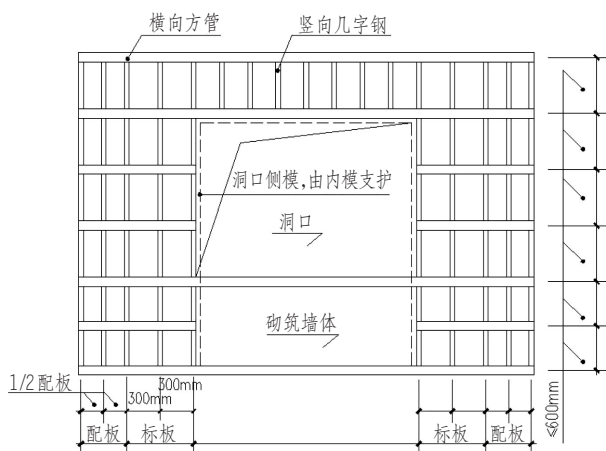 横向方管
竖向几字钢
洞口侧模,由内模支护
洞口
砌筑墙体
1/2配板
300mm
300mm
配板
标板
标板
配板
≤600mm